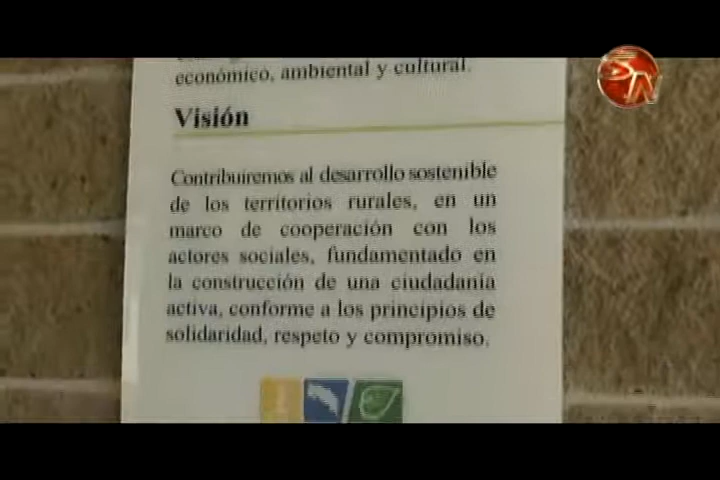 económico, ambiental y cultural.
Visión
Contribuiremos al desarrollo sostenible
de los territorios rurales, en un
marco de cooperación con los
actores sociales, fundamentado en
la construcción de una ciudadanía
activa, conforme a los principios de
solidaridad, respeto y compromiso.